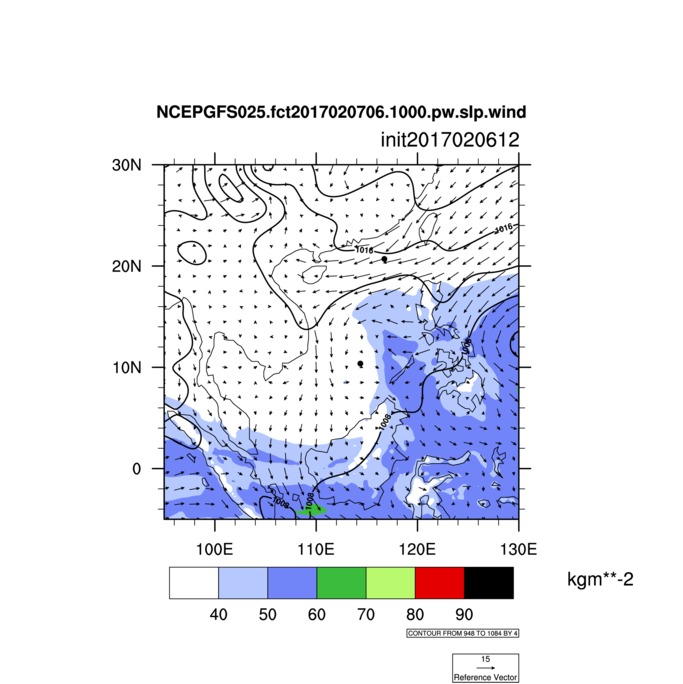 NCEPGFS025.fct2017020706.1000.pw.slp.wind
init2017020612
30N
1016
1016
20N
1008
10N
1008
0
1008
1008
100E 110E 120E 130E
kgm**-2
40 50 60 70 80 90
CONTOUR FROM 948 TO 1084 BY 4
15
Reference Vector